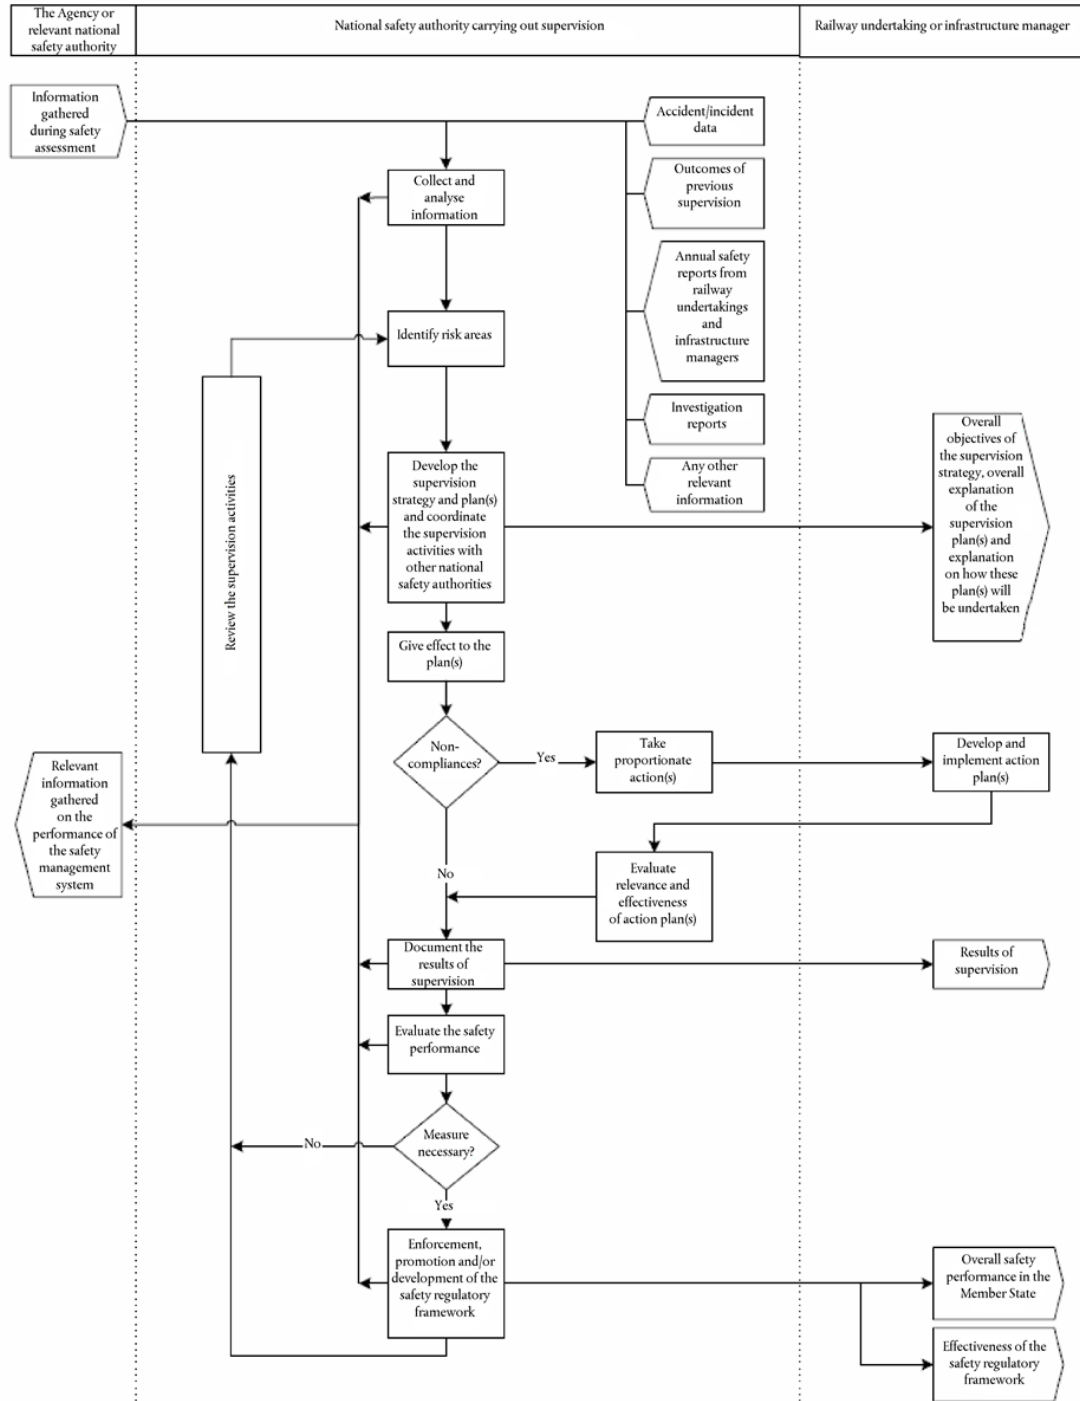 The Agency or
relevant national
safety authority
National safety authority carrying out supervision
Railway undertaking or infrastructure manager
Information
gathered
during safety
assessment
Accident/incident
data
Collect and
analyse
information
Outcomes of
previous
supervision
Annual safety
reports from
railway
undertakings
and
infrastructure
managers
Identify risk areas
Investigation
reports
Any other
relevant
information
Develop the
supervision
strategy and plan(s)
and coordinate
the supervision
activities with
other national
safety authorities
Overall
objectives of
the supervision
strategy, overall
explanation
of the
supervision
plan(s) and
explanation
on how these
plan(s) will
be undertaken
Review the supervision activities
Give effect to the
plan(s)
Non-
compliances?
Yes
Take
proportionate
action(s)
Develop and
implement action
plan(s)
Relevant
information
gathered
on the
performance of
the safety
management
system
No
Evaluate
relevance and
effectiveness
of action plan(s)
Document the
results of
supervision
Results of
supervision
Evaluate the safety
performance
Measure
necessary?
No
Yes
Enforcement,
promotion and/or
development of the
safety regulatory
framework
Overall safety
performance in the
Member State
Effectiveness of the
safety regulatory
framework